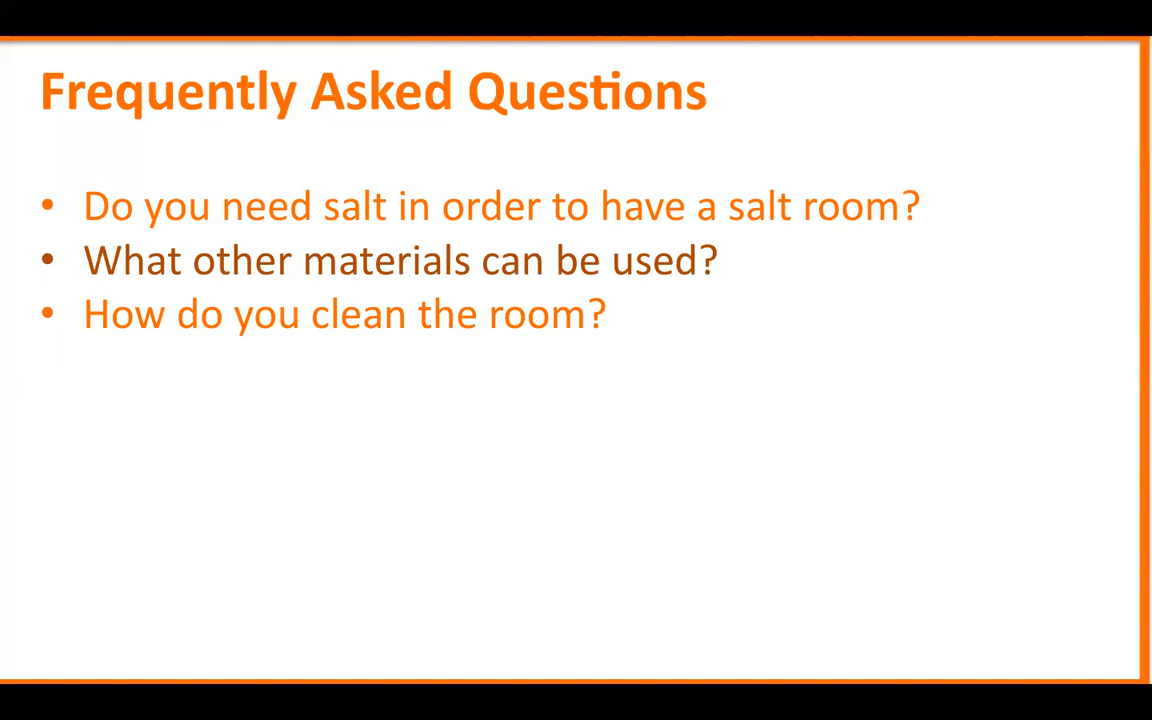 Frequently Asked Questions
• Do you need salt in order to have a salt room?
• What other materials can be used?
• How do you clean the room?